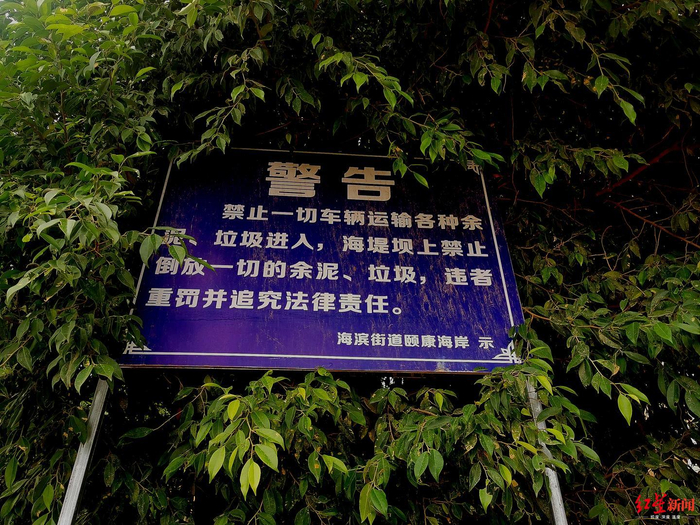 警告
禁止一切车辆运输各种余
泥、垃圾进入，海堤坝上禁止
倒放一切的余泥、垃圾，违者
重罚并追究法律责任。
海滨街道颐康海岸 示
红星新闻